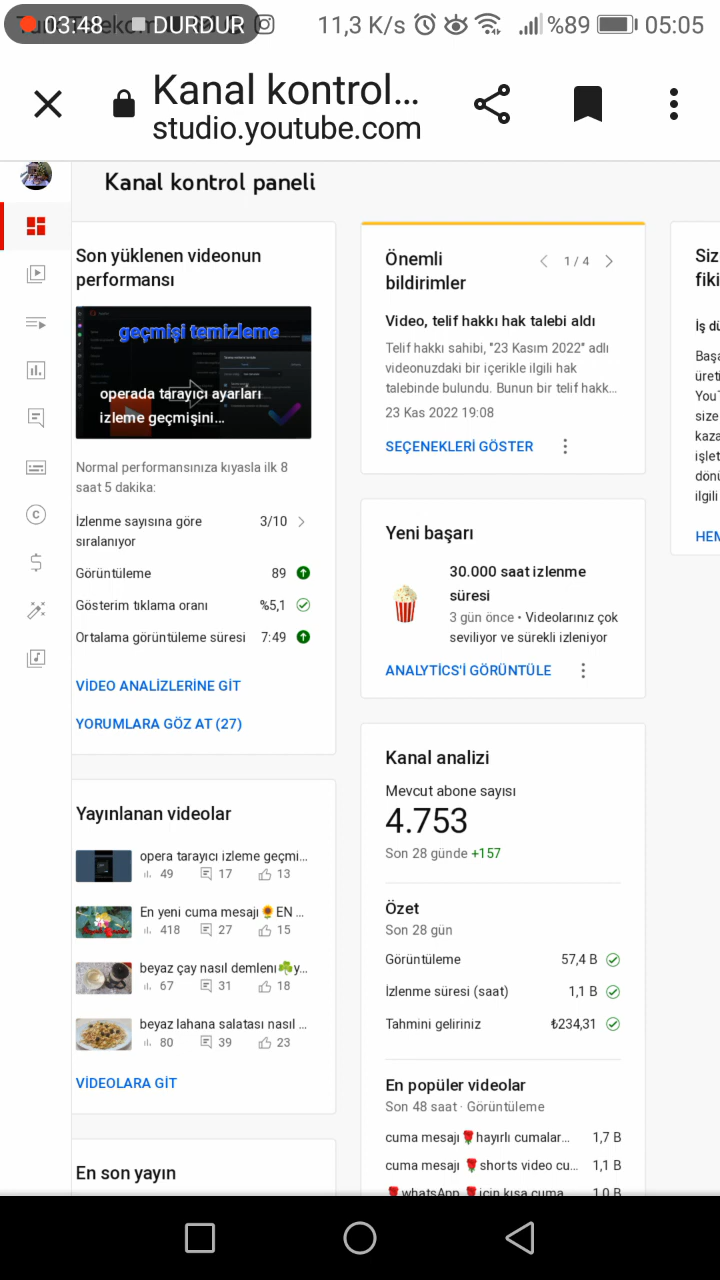 03:48 DURDUR 11,3 K/s %89 05:05
Kanal kontrol...
studio.youtube.com
Kanal kontrol paneli
Son yüklenen videonun
performansı
geçmişi temizleme
operada tarayıcı ayarları
izleme geçmişini...
Normal performansınıza kıyasla ilk 8
saat 5 dakika:
İzlenme sayısına göre
sıralanıyor 3/10
Görüntüleme 89
Gösterim tıklama oranı %5,1
Ortalama görüntüleme süresi 7:49
VİDEO ANALİZLERİNE GİT
YORUMLARA GÖZ AT (27)
Yayınlanan videolar
opera tarayıcı izleme geçmi...
49 17 13
En yeni cuma mesajı🌻EN ...
418 27 15
beyaz çay nasıl demleni☘️y...
67 31 18
beyaz lahana salatası nasıl ...
80 39 23
VİDEOLARA GİT
En son yayın
Önemli
bildirimler
1 / 4
Video, telif hakkı hak talebi aldı
Telif hakkı sahibi, "23 Kasım 2022" adlı
videonuzdaki bir içerikle ilgili hak
talebinde bulundu. Bunun bir telif hakk...
23 Kas 2022 19:08
SEÇENEKLERİ GÖSTER
Yeni başarı
30.000 saat izlenme
süresi
3 gün önce • Videolarınız çok
seviliyor ve sürekli izleniyor
ANALYTICS'İ GÖRÜNTÜLE
Kanal analizi
Mevcut abone sayısı
4.753
Son 28 günde +157
Özet
Son 28 gün
Görüntüleme 57,4 B
İzlenme süresi (saat) 1,1 B
Tahmini geliriniz ₺234,31
En popüler videolar
Son 48 saat · Görüntüleme
cuma mesajı🌹hayırlı cumalar... 1,7 B
cuma mesajı 🌹shorts video cu... 1,1 B
🌹whatsApp 🌹için kısa cuma 1,0 B
Siz
fiki
İş dü
Başa
üreti
YouT
size
kaza
işlet
dönü
ilgili
HEM